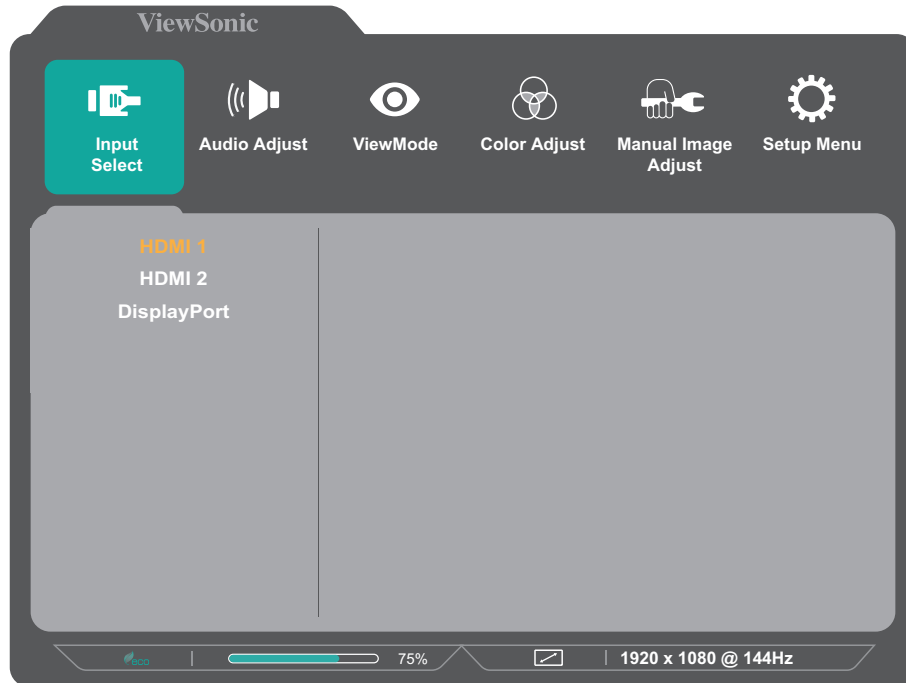 ViewSonic
Input
Select
Audio Adjust
ViewMode
Color Adjust
Manual Image
Adjust
Setup Menu
HDMI 1
HDMI 2
DisplayPort
eco
75%
1920 x 1080 @ 144Hz